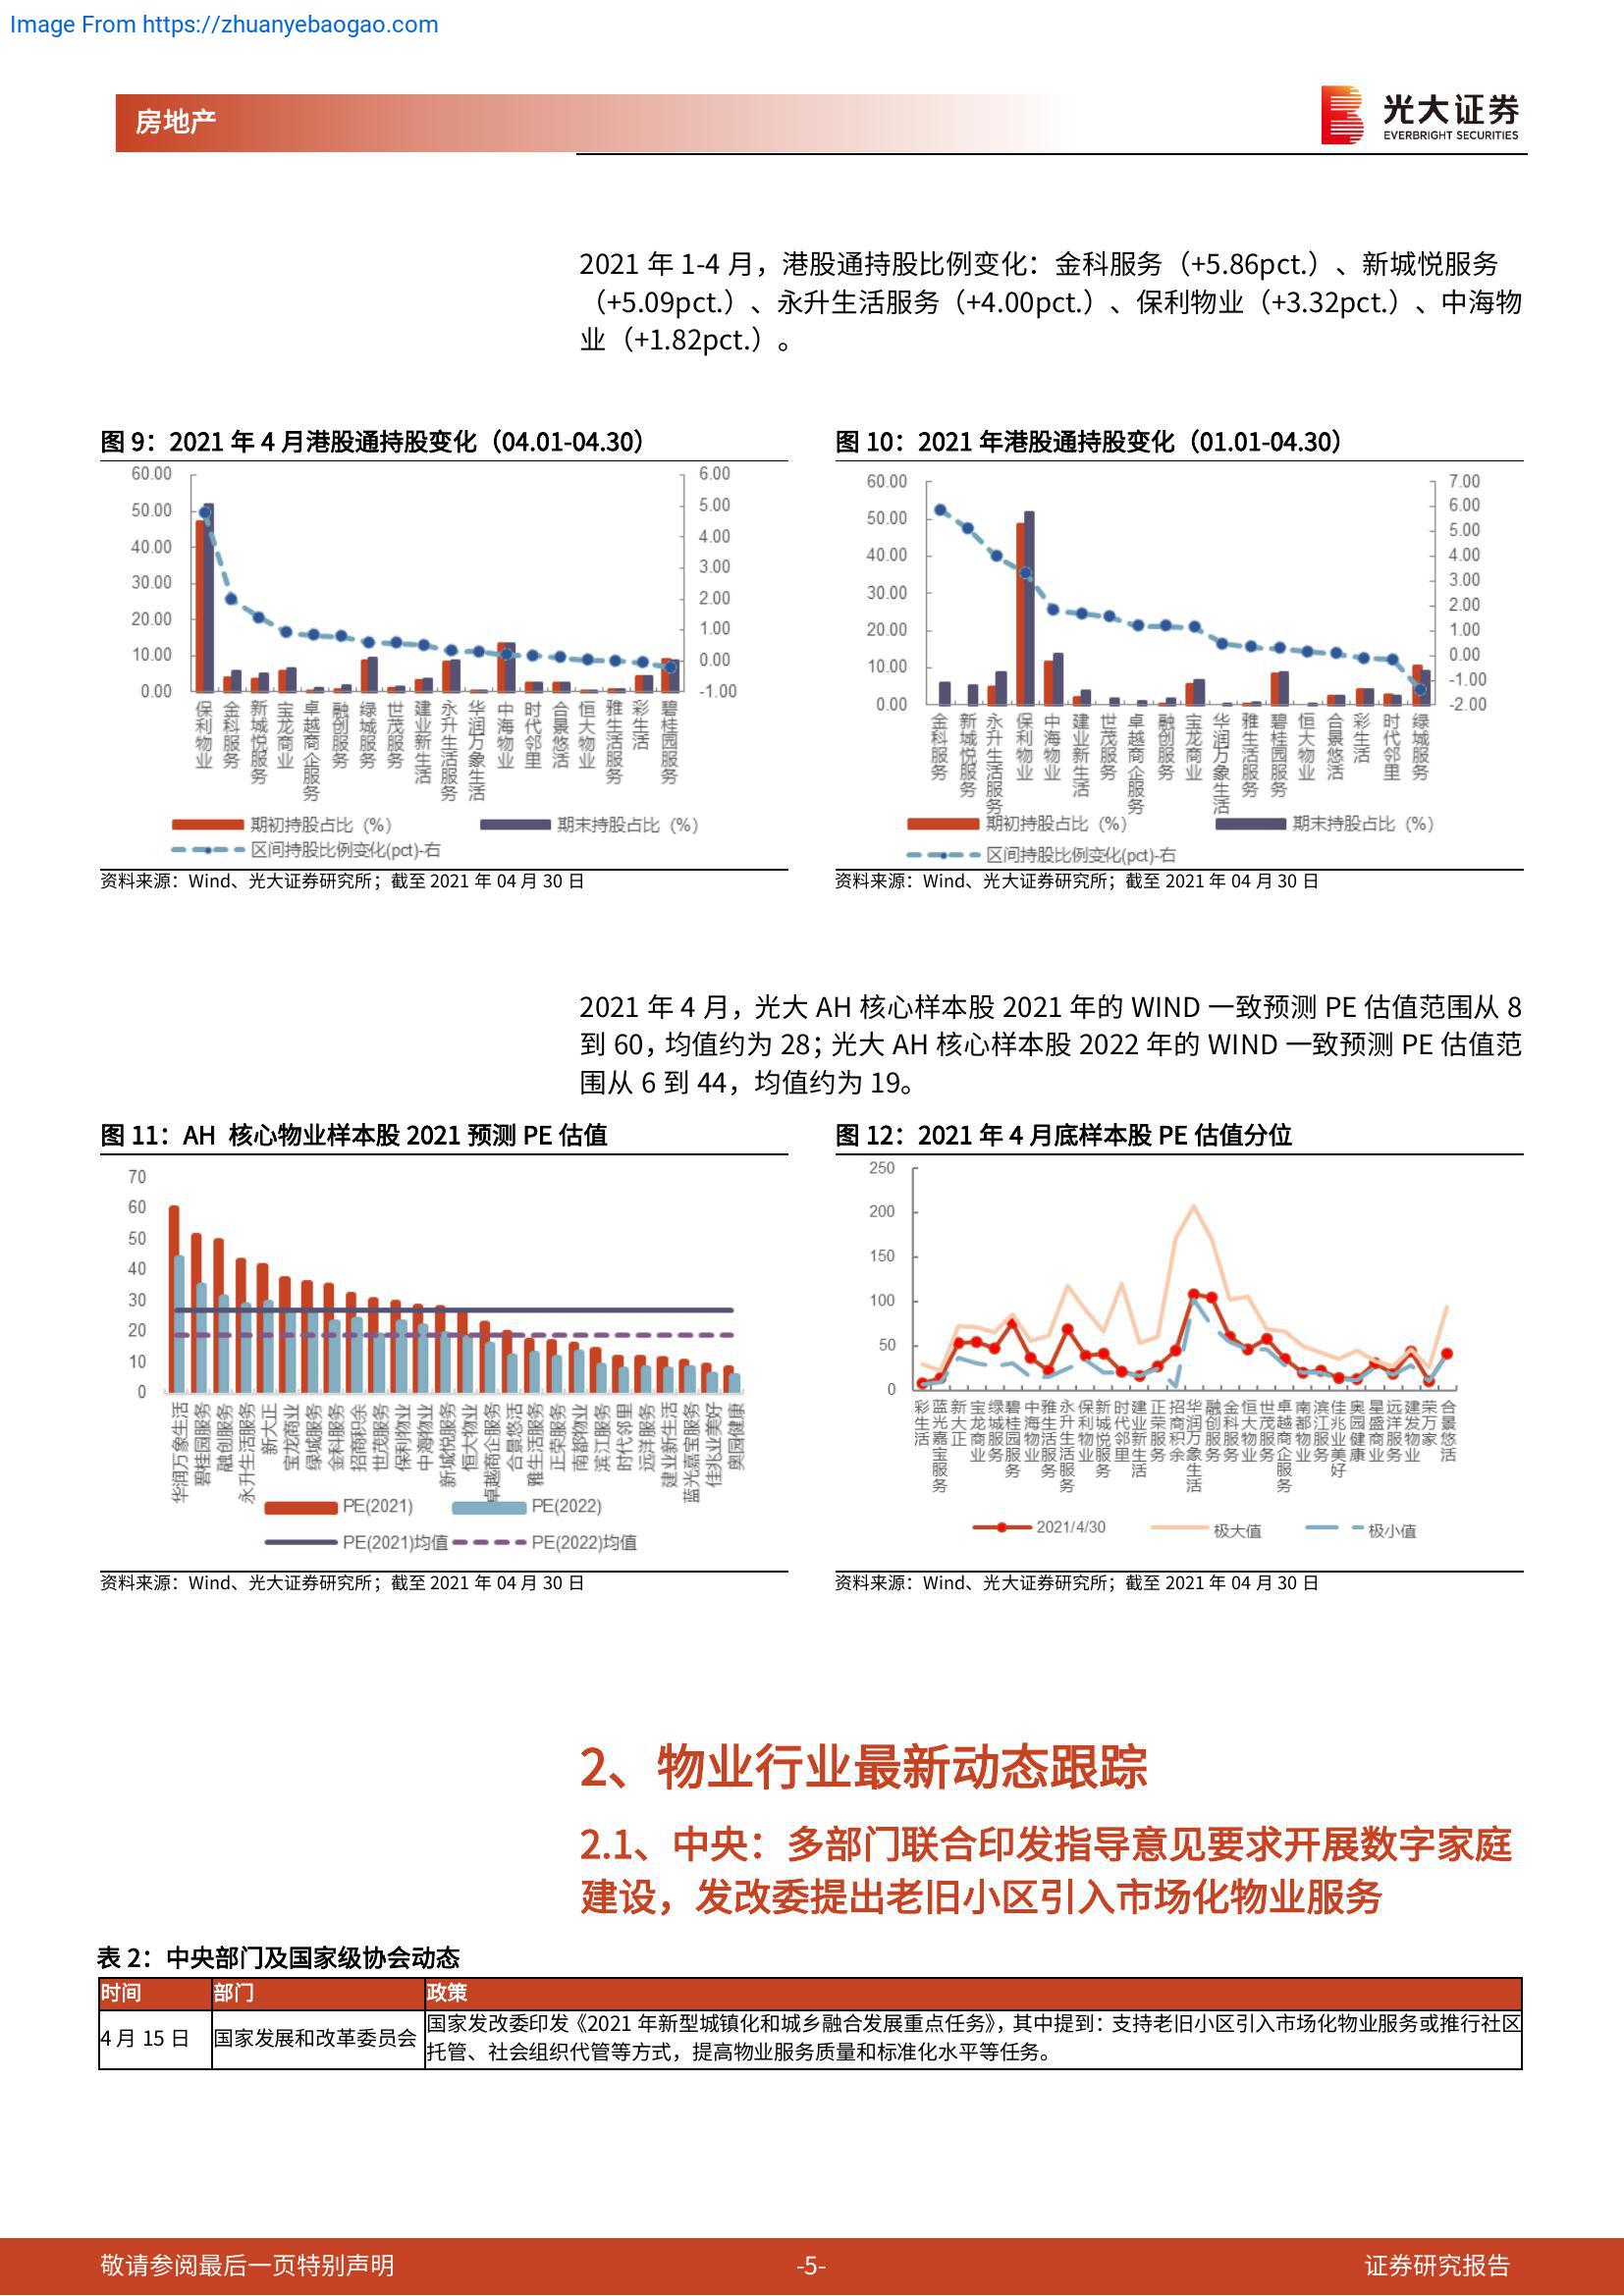 Image From https://zhuanyebaogao.com
房地产
光大证券
EVERBRIGHT SECURITIES
2021 年 1-4 月，港股通持股比例变化：金科服务（+5.86pct.）、新城悦服务
（+5.09pct.）、永升生活服务（+4.00pct.）、保利物业（+3.32pct.）、中海物
业（+1.82pct.）。
图 9：2021 年 4 月港股通持股变化（04.01-04.30）
60.00
50.00
40.00
30.00
20.00
10.00
0.00
6.00
5.00
4.00
3.00
2.00
1.00
0.00
-1.00
保利物业
金科服务
新城悦服务
宝龙商业
卓越商企服务
融创服务
绿城服务
世茂服务
建业新生活
永升生活服务
华润万象生活
中海物业
时代邻里
合景悠活
恒大物业
雅生活服务
彩生活
碧桂园服务
期初持股占比（%）
期末持股占比（%）
区间持股比例变化(pct)-右
资料来源：Wind、光大证券研究所；截至 2021 年 04 月 30 日
图 10：2021 年港股通持股变化（01.01-04.30）
60.00
50.00
40.00
30.00
20.00
10.00
0.00
7.00
6.00
5.00
4.00
3.00
2.00
1.00
0.00
-1.00
-2.00
金科服务
新城悦服务
永升生活服务
保利物业
中海物业
建业新生活
世茂服务
卓越商企服务
融创服务
宝龙商业
华润万象生活
雅生活服务
碧桂园服务
恒大物业
合景悠活
彩生活
时代邻里
绿城服务
期初持股占比（%）
期末持股占比（%）
区间持股比例变化(pct)-右
资料来源：Wind、光大证券研究所；截至 2021 年 04 月 30 日
2021 年 4 月，光大 AH 核心样本股 2021 年的 WIND 一致预测 PE 估值范围从 8
到 60，均值约为 28；光大 AH 核心样本股 2022 年的 WIND 一致预测 PE 估值范
围从 6 到 44，均值约为 19。
图 11：AH 核心物业样本股 2021 预测 PE 估值
70
60
50
40
30
20
10
0
华润万象生活
碧桂园服务
融创服务
永升生活服务
新大正
宝龙商业
绿城服务
金科服务
招商积余
世茂服务
保利物业
中海物业
新城悦服务
恒大物业
卓越商企服务
合景悠活
雅生活服务
正荣服务
南都物业
滨江服务
时代邻里
远洋服务
建业新生活
蓝光嘉宝服务
佳兆业美好
奥园健康
PE(2021)
PE(2022)
PE(2021)均值
PE(2022)均值
资料来源：Wind、光大证券研究所；截至 2021 年 04 月 30 日
图 12：2021 年 4 月底样本股 PE 估值分位
250
200
150
100
50
0
彩生活
蓝光嘉宝服务
新大正
宝龙商业
绿城服务
碧桂园服务
中海物业
雅生活服务
永升生活服务
保利物业
新城悦服务
时代邻里
建业新生活
正荣服务
招商积余
华润万象生活
融创服务
金科服务
恒大物业
世茂服务
卓越商企服务
南都物业
滨江服务
佳兆业美好
奥园健康
星盛商业
远洋服务
建发物业
荣万家
合景悠活
2021/4/30
极大值
极小值
资料来源：Wind、光大证券研究所；截至 2021 年 04 月 30 日
2、物业行业最新动态跟踪
2.1、中央：多部门联合印发指导意见要求开展数字家庭
建设，发改委提出老旧小区引入市场化物业服务
表 2：中央部门及国家级协会动态
时间
部门
政策
4 月 15 日
国家发展和改革委员会
国家发改委印发《2021 年新型城镇化和城乡融合发展重点任务》，其中提到：支持老旧小区引入市场化物业服务或推行社区
托管、社会组织代管等方式，提高物业服务质量和标准化水平等任务。
敬请参阅最后一页特别声明
-5-
证券研究报告